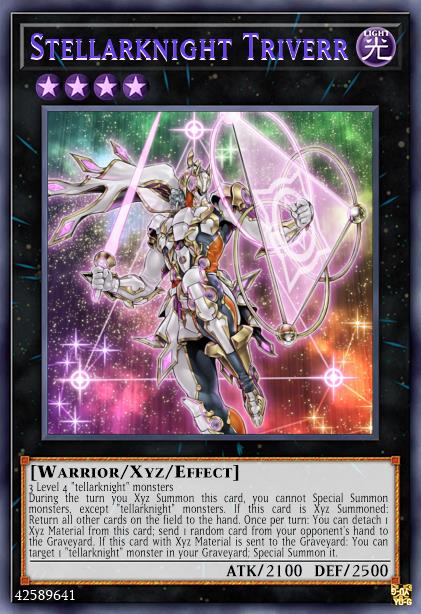 STELLARKNIGHT TRIVERR
LIGHT
光
[WARRIOR/XYZ/EFFECT]
3 Level 4 "tellarknight" monsters
During the turn you Xyz Summon this card, you cannot Special Summon
monsters, except "tellarknight" monsters. If this card is Xyz Summoned:
Return all other cards on the field to the hand. Once per turn: You can detach 1
Xyz Material from this card; send 1 random card from your opponent's hand to
the Graveyard. If this card with Xyz Material is sent to the Graveyard: You can
target 1 "tellarknight" monster in your Graveyard; Special Summon it.
ATK/2100 DEF/2500
42589641